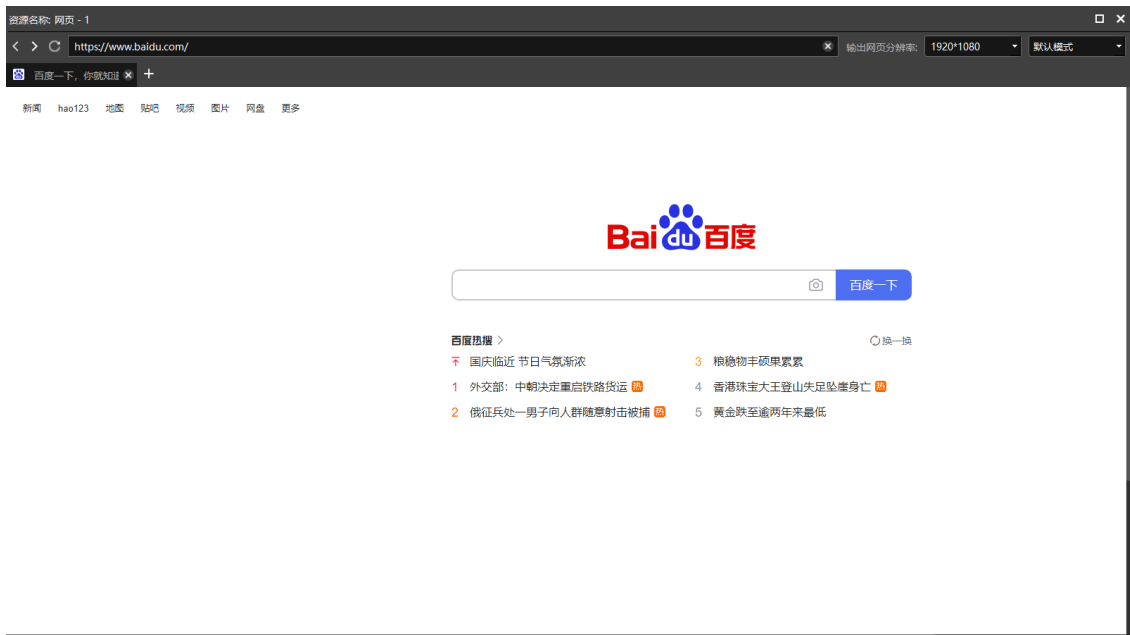 资源名称: 网页 - 1
https://www.baidu.com/ 输出网页分辨率: 1920*1080 默认模式
百度一下，你就知道
新闻 hao123 地图 贴吧 视频 图片 网盘 更多
Bai du 百度
百度一下
百度热搜 换一换
国庆临近 节日气氛渐浓
1 外交部：中朝决定重启铁路货运 热
2 俄征兵处一男子向人群随意射击被捕 热
3 粮稳物丰硕果累累
4 香港珠宝大王登山失足坠崖身亡 热
5 黄金跌至逾两年来最低